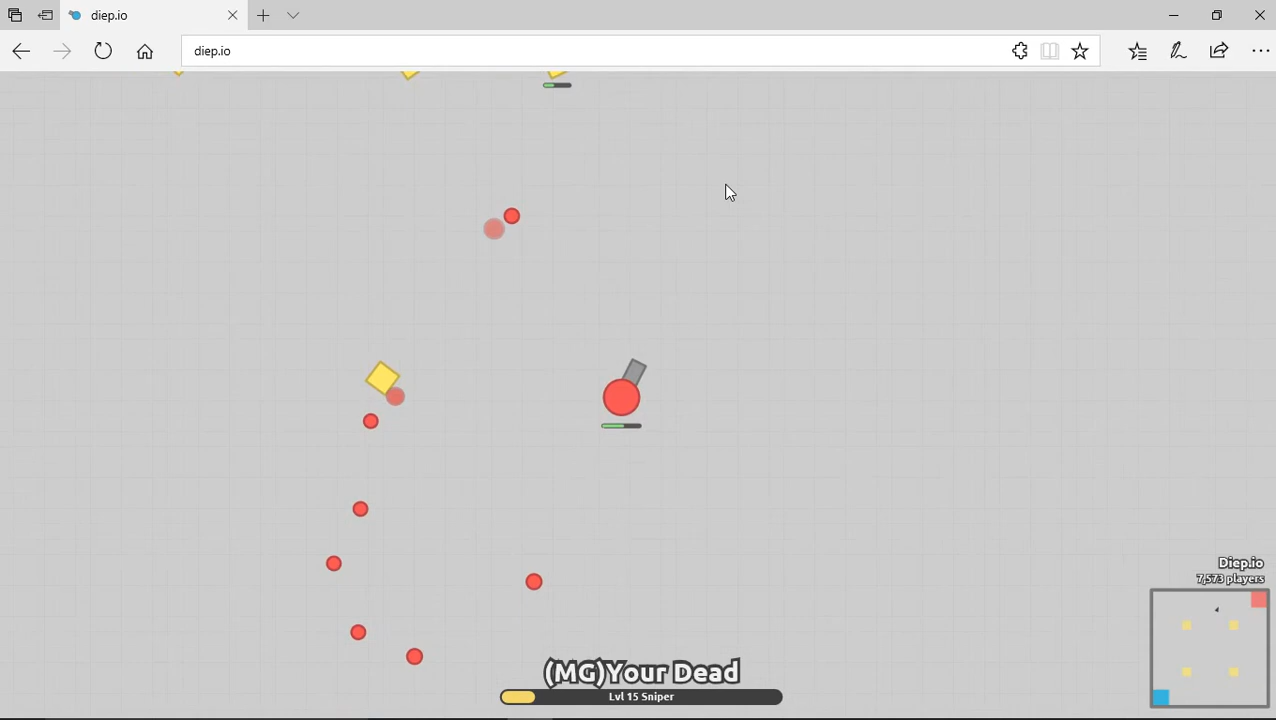 diep.io
diep.io
Diep.io
7,573 players
(MG)Your Dead
Lvl 15 Sniper